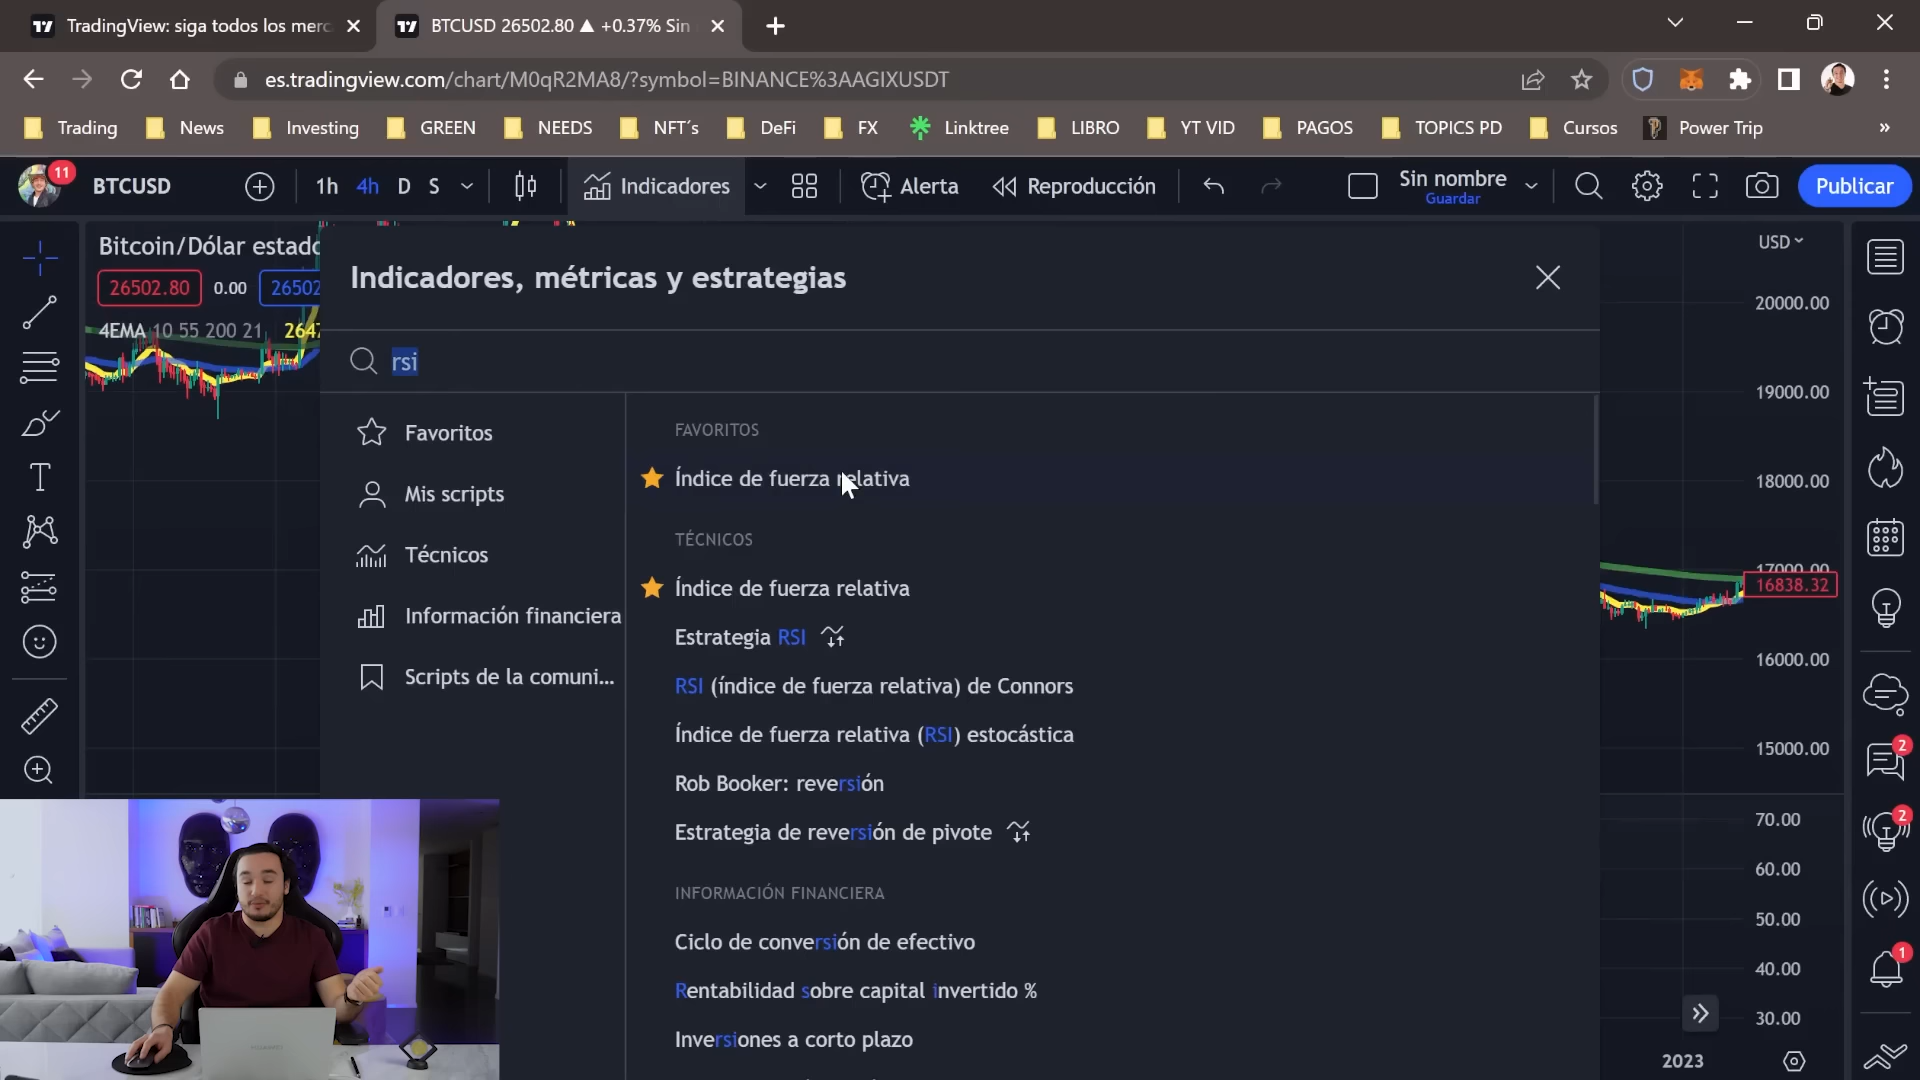 TradingView: siga todos los merc
BTCUSD 26502.80 ▲ +0.37% Sin
es.tradingview.com/chart/M0qR2MA8/?symbol=BINANCE%3AAGIXUSDT
Trading
News
Investing
GREEN
NEEDS
NFT´s
DeFi
FX
Linktree
LIBRO
YT VID
PAGOS
TOPICS PD
Cursos
Power Trip
»
11
BTCUSD
1h
4h
D
S
Indicadores
Alerta
Reproducción
Sin nombre
Guardar
Publicar
Bitcoin/Dólar estado
26502.80
0.00
26502
4EMA 10 55 200 21
2647
Indicadores, métricas y estrategias
rsi
Favoritos
Mis scripts
Técnicos
Información financiera
Scripts de la comuni...
FAVORITOS
Índice de fuerza relativa
TÉCNICOS
Índice de fuerza relativa
Estrategia RSI
RSI (índice de fuerza relativa) de Connors
Índice de fuerza relativa (RSI) estocástica
Rob Booker: reversión
Estrategia de reversión de pivote
INFORMACIÓN FINANCIERA
Ciclo de conversión de efectivo
Rentabilidad sobre capital invertido %
Inversiones a corto plazo
USD
20000.00
19000.00
18000.00
17000.00
16838.32
16000.00
15000.00
70.00
60.00
50.00
40.00
30.00
2023
2
2
1